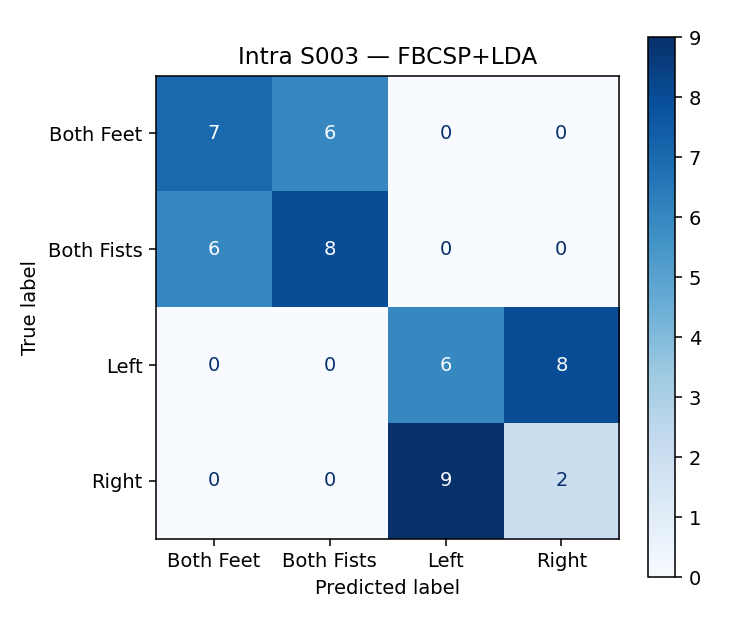 Intra S003 — FBCSP+LDA
True label
Both Feet 7 6 0 0
Both Fists 6 8 0 0
Left 0 0 6 8
Right 0 0 9 2
Both Feet Both Fists Left Right
Predicted label
9
8
7
6
5
4
3
2
1
0